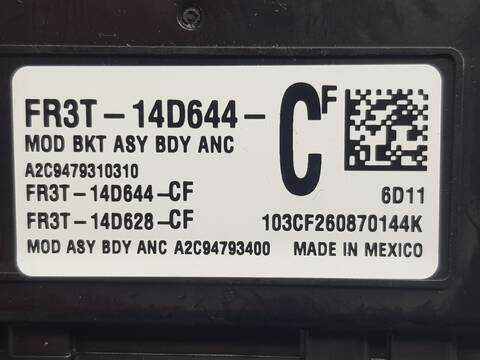 FR3T-14D644-CF
MOD BKT ASY BDY ANC
A2C9479310310
FR3T-14D644-CF 6D11
FR3T-14D628-CF 103CF260870144K
MOD ASY BDY ANC A2C94793400 MADE IN MEXICO